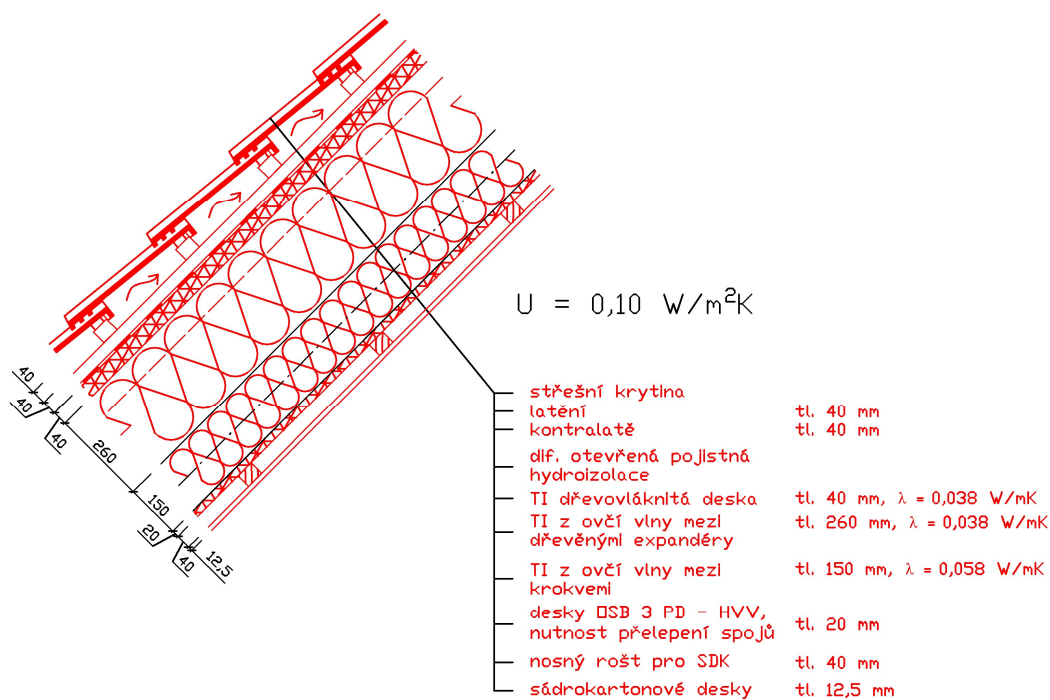 U = 0,10 W/m²K
střešní krytina
latění tl. 40 mm
kontralatě tl. 40 mm
dif. otevřená pojistná
hydroizolace
TI dřevovláknitá deska tl. 40 mm, λ = 0,038 W/mK
TI z ovčí vlny mezi tl. 260 mm, λ = 0,038 W/mK
dřevěnými expandéry
TI z ovčí vlny mezi tl. 150 mm, λ = 0,058 W/mK
krokvemi
desky OSB 3 PD - HVV,
nutnost přelepení spojů tl. 20 mm
nosný rošt pro SDK tl. 40 mm
sádrokartonové desky tl. 12,5 mm
40
40
40
260
150
20
40
12,5